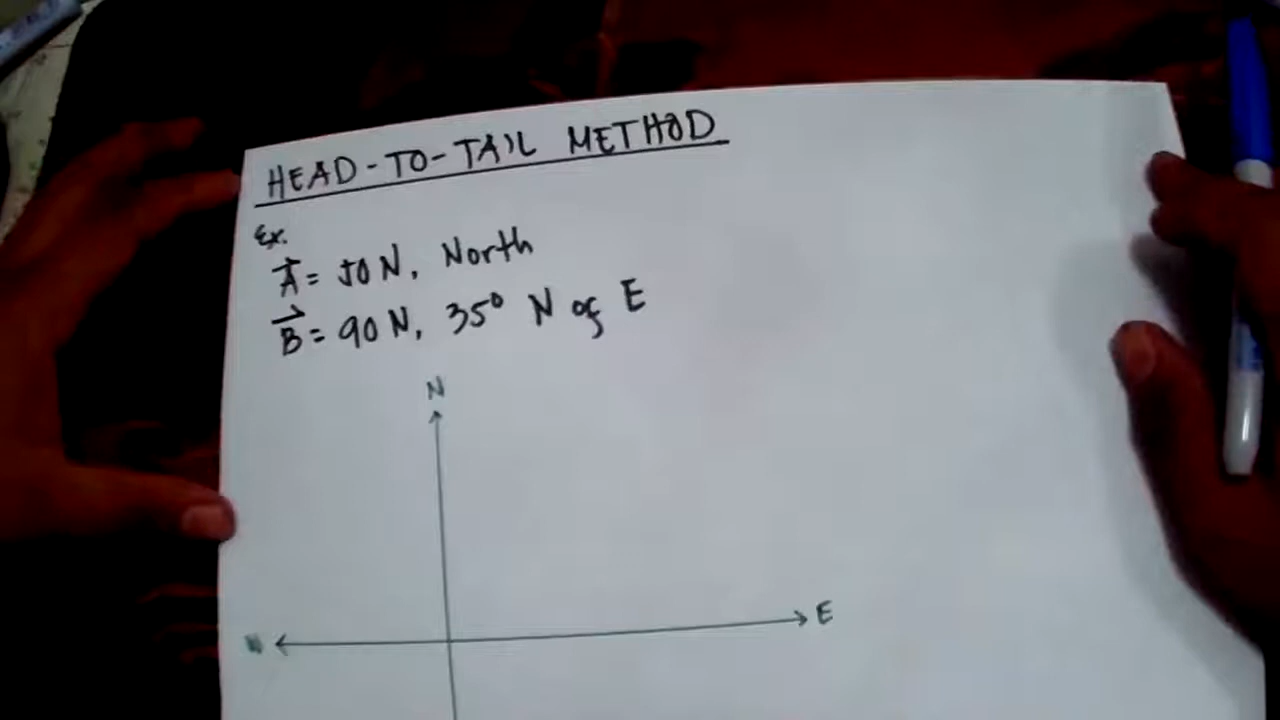 HEAD-TO-TAIL METHOD
Ex.
A = 50 N, North
B = 90 N, 35° N of E
N
E